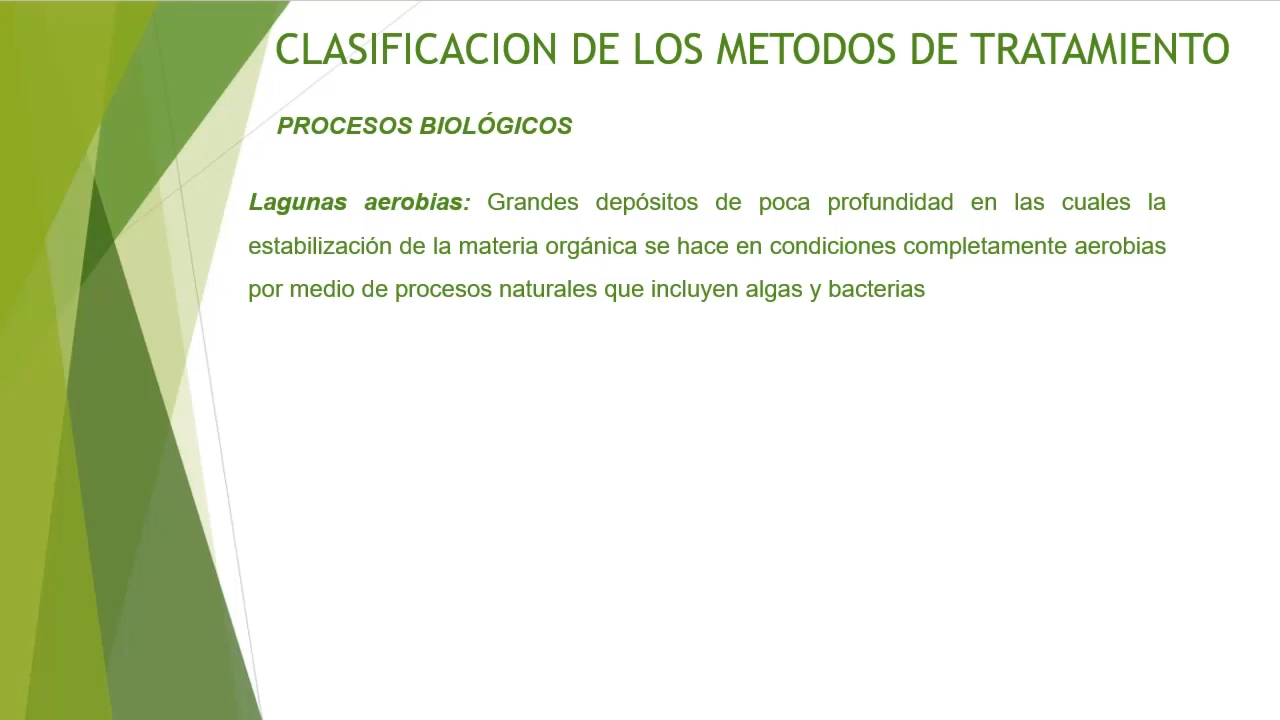 CLASIFICACION DE LOS METODOS DE TRATAMIENTO
PROCESOS BIOLÓGICOS
Lagunas aerobias: Grandes depósitos de poca profundidad en las cuales la
estabilización de la materia orgánica se hace en condiciones completamente aerobias
por medio de procesos naturales que incluyen algas y bacterias